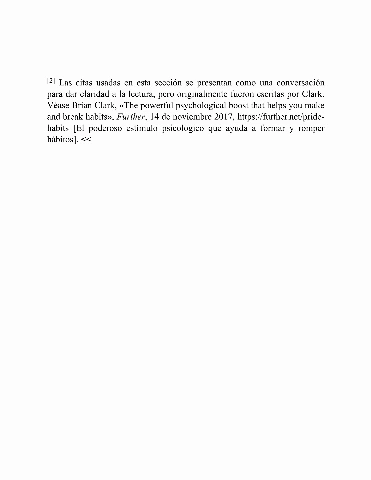 [2] Las citas usadas en esta sección se presentan como una conversación
para dar claridad a la lectura, pero originalmente fueron escritas por Clark.
Véase Brian Clark, «The powerful psychological boost that helps you make
and break habits», Further, 14 de noviembre 2017, https://further.net/pride-
habits [El poderoso estímulo psicológico que ayuda a formar y romper
hábitos]. <<